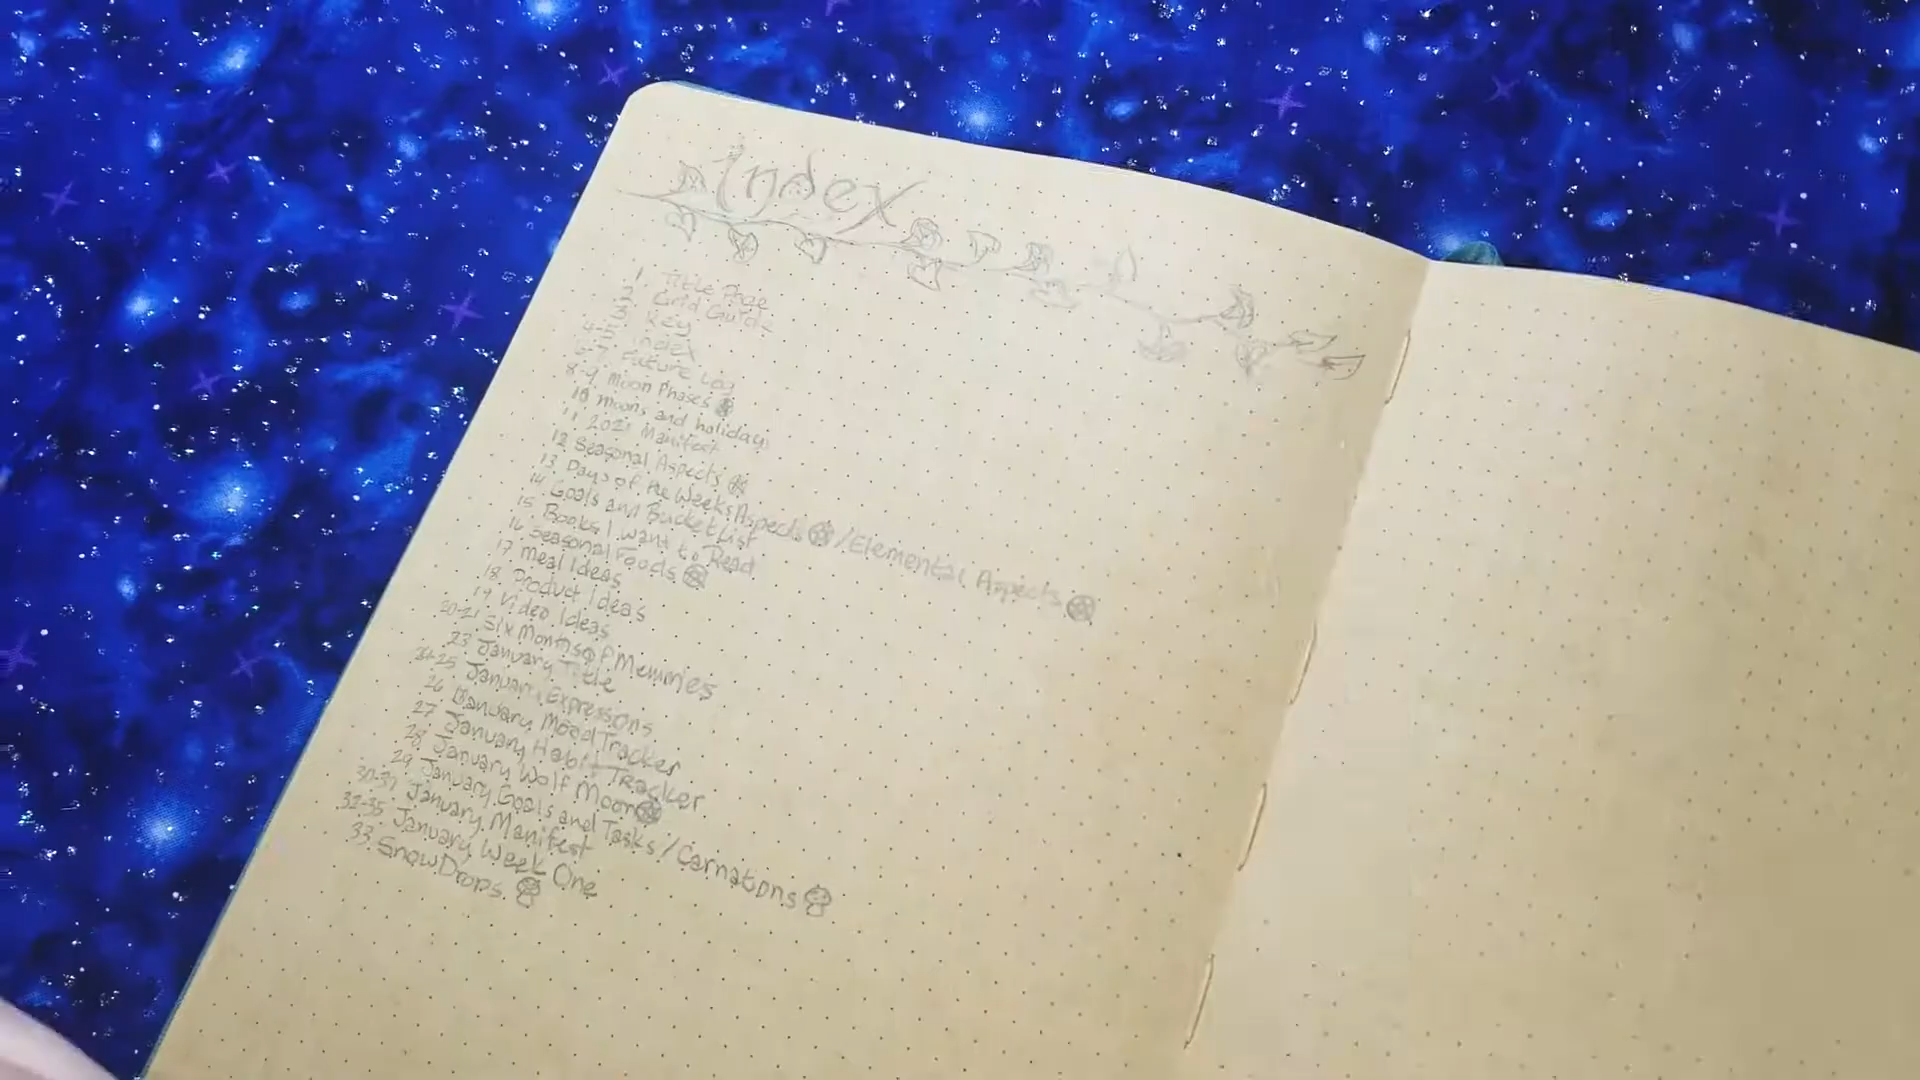 Index
1 Title Page
2 Grid Guide
3 Key
4-5 Index
6-7 Future Log
8-9 Moon Phases
10 Moons and holidays
11 2021 Manifest
12 Seasonal Aspects
13 Days of the Weeks Aspects / Elemental Aspects
14 Goals and Bucket List
15 Books I want to Read
16 Seasonal Foods
17 Meal Ideas
18 Product Ideas
19 Video Ideas
20-21 Six Months of
23 January Title
24-25 January Expressions
26 January Mood Tracker
27 January Habit Tracker
28 January Wolf Moon
29 January Goals and Tasks / Carnations
30-31 January Manifest
32-35 January Week One
33 SnowDrops